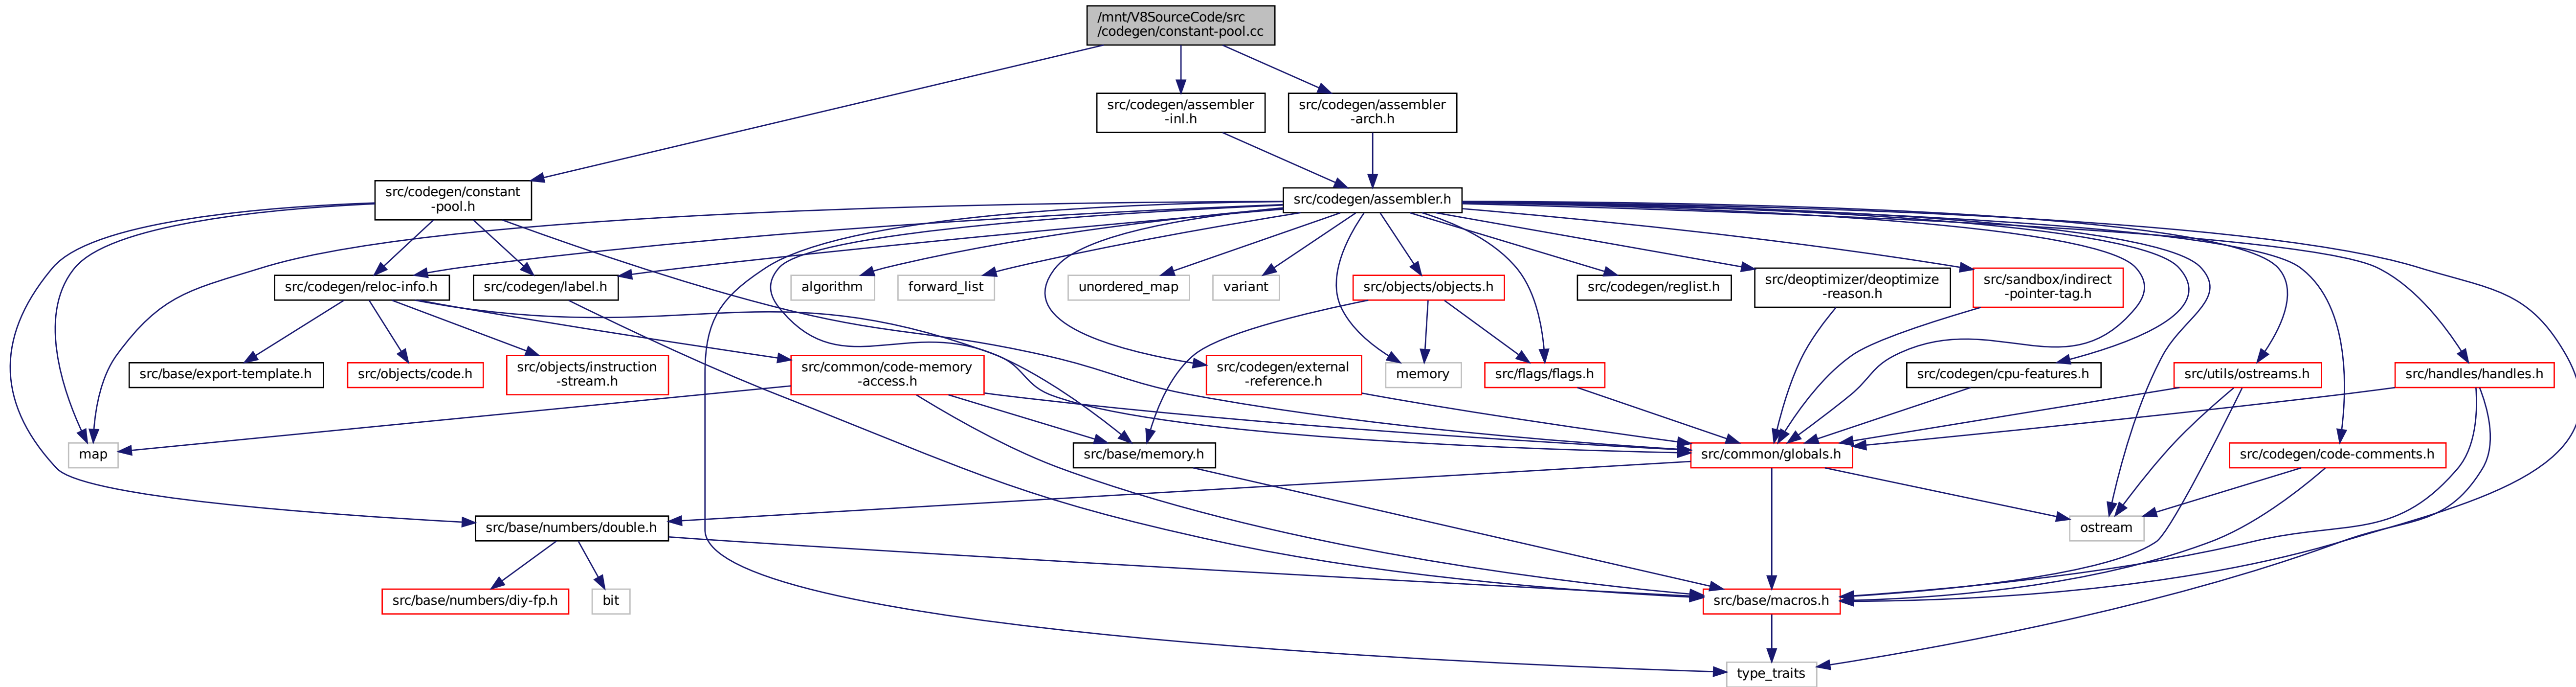 /mnt/V8SourceCode/src
/codegen/constant-pool.cc
src/codegen/assembler
-inl.h
src/codegen/assembler
-arch.h
src/codegen/constant
-pool.h
src/codegen/assembler.h
src/codegen/reloc-info.h
src/codegen/label.h
algorithm
forward_list
unordered_map
variant
src/objects/objects.h
src/codegen/reglist.h
src/deoptimizer/deoptimize
-reason.h
src/sandbox/indirect
-pointer-tag.h
src/base/export-template.h
src/objects/code.h
src/objects/instruction
-stream.h
src/common/code-memory
-access.h
src/codegen/external
-reference.h
memory
src/flags/flags.h
src/codegen/cpu-features.h
src/utils/ostreams.h
src/handles/handles.h
map
src/base/memory.h
src/common/globals.h
src/codegen/code-comments.h
src/base/numbers/double.h
ostream
src/base/numbers/diy-fp.h
bit
src/base/macros.h
type_traits